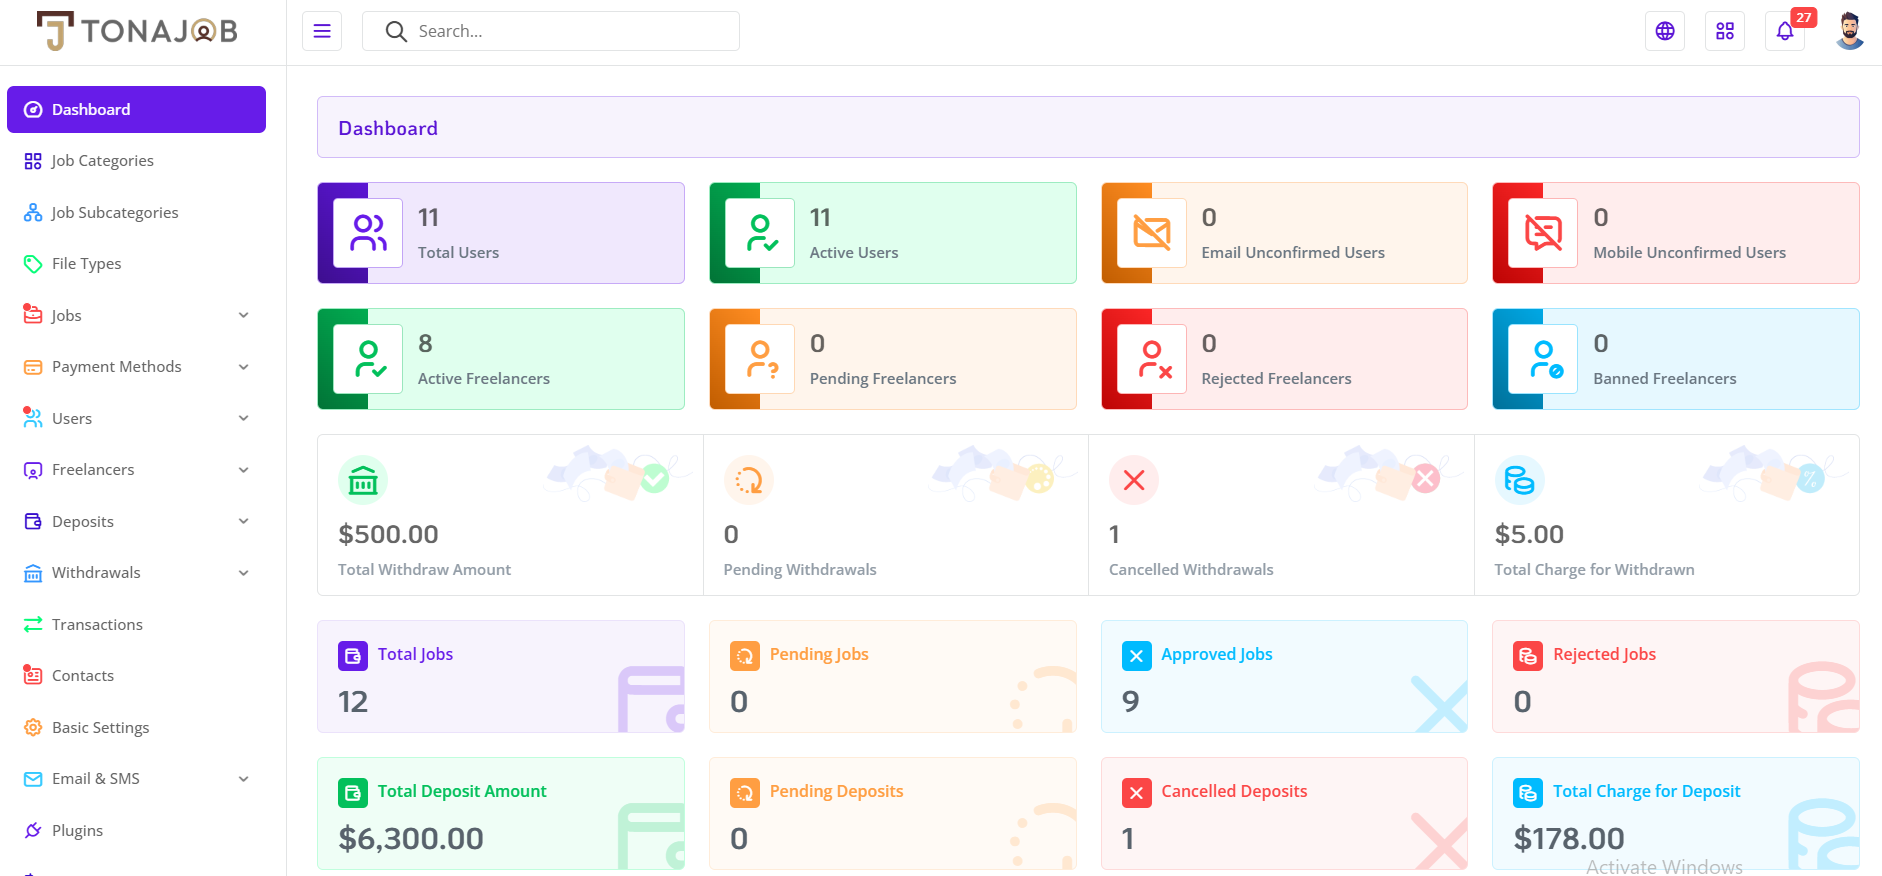 TONAJOB
Search...
27
Dashboard
Job Categories
Job Subcategories
File Types
Jobs
Payment Methods
Users
Freelancers
Deposits
Withdrawals
Transactions
Contacts
Basic Settings
Email & SMS
Plugins
Dashboard
11
Total Users
11
Active Users
0
Email Unconfirmed Users
0
Mobile Unconfirmed Users
8
Active Freelancers
0
Pending Freelancers
0
Rejected Freelancers
0
Banned Freelancers
$500.00
Total Withdraw Amount
0
Pending Withdrawals
1
Cancelled Withdrawals
$5.00
Total Charge for Withdrawn
Total Jobs
12
Pending Jobs
0
Approved Jobs
9
Rejected Jobs
0
Total Deposit Amount
$6,300.00
Pending Deposits
0
Cancelled Deposits
1
Total Charge for Deposit
$178.00
Activate Windows